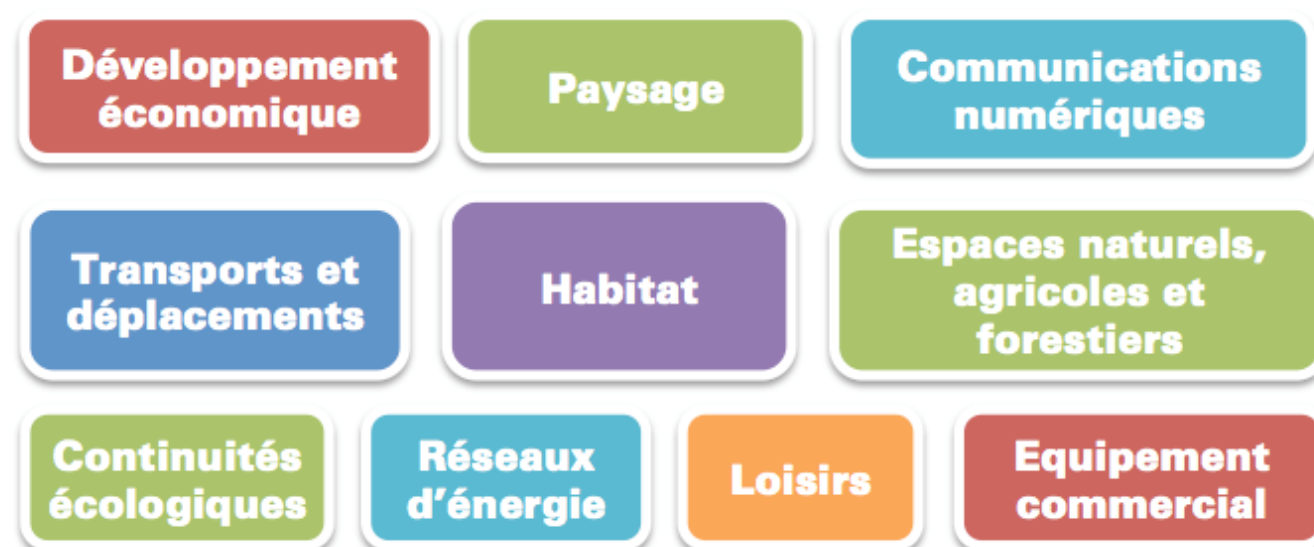 Développement
économique
Paysage
Communications
numériques
Transports et
déplacements
Habitat
Espaces naturels,
agricoles et
forestiers
Continuités
écologiques
Réseaux
d'énergie
Loisirs
Equipement
commercial